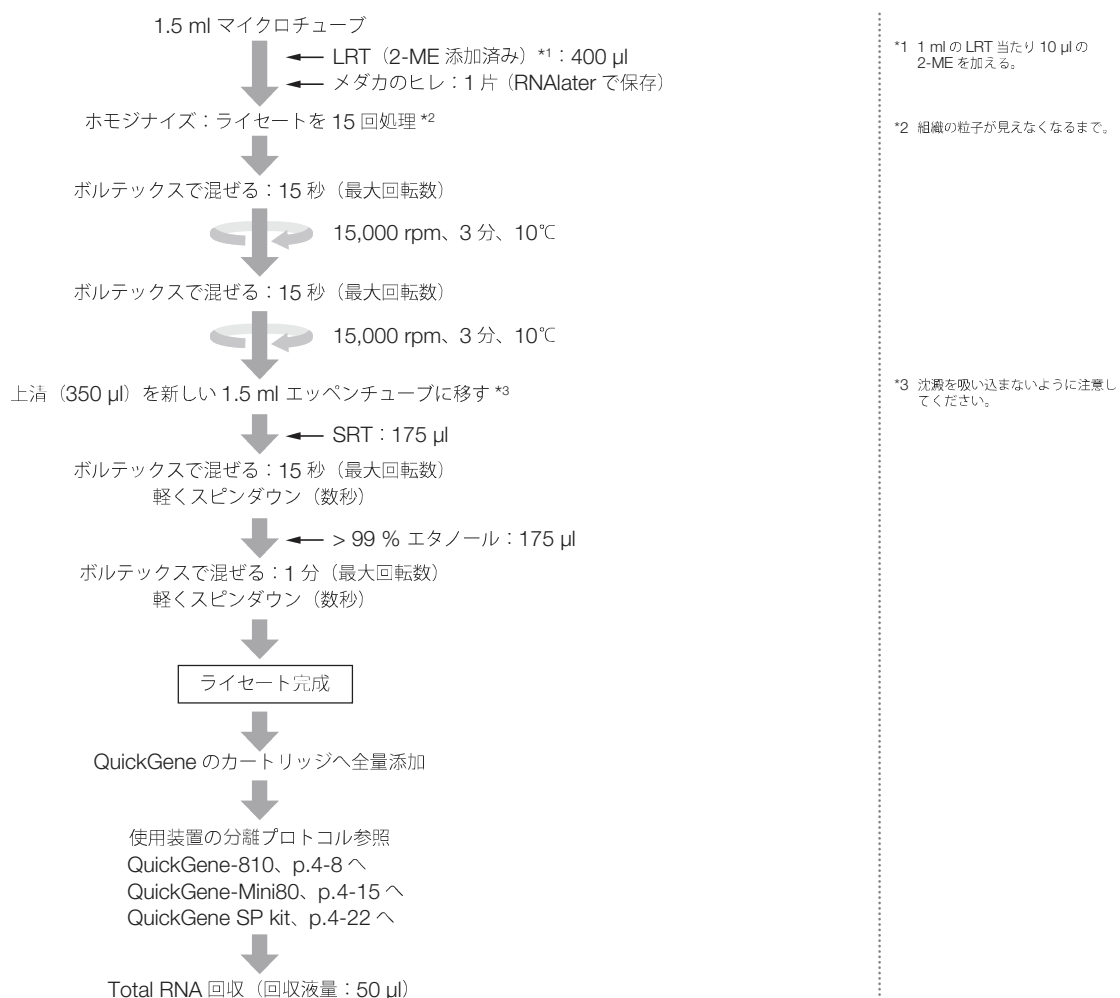 1.5 ml マイクロチューブ
LRT（2-ME 添加済み）*1：400 µl
メダカのヒレ：1 片（RNAlater で保存）
ホモジナイズ：ライセートを 15 回処理 *2
ボルテックスで混ぜる：15 秒（最大回転数）
15,000 rpm、3 分、10℃
ボルテックスで混ぜる：15 秒（最大回転数）
15,000 rpm、3 分、10℃
上清（350 µl）を新しい 1.5 ml エッペンチューブに移す *3
SRT：175 µl
ボルテックスで混ぜる：15 秒（最大回転数）
軽くスピンダウン（数秒）
> 99 % エタノール：175 µl
ボルテックスで混ぜる：1 分（最大回転数）
軽くスピンダウン（数秒）
ライセート完成
QuickGene のカートリッジへ全量添加
使用装置の分離プロトコル参照
QuickGene-810、p.4-8 へ
QuickGene-Mini80、p.4-15 へ
QuickGene SP kit、p.4-22 へ
Total RNA 回収（回収液量：50 µl）
*1 1 ml の LRT 当たり 10 µl の
2-ME を加える。
*2 組織の粒子が見えなくなるまで。
*3 沈澱を吸い込まないように注意し
てください。